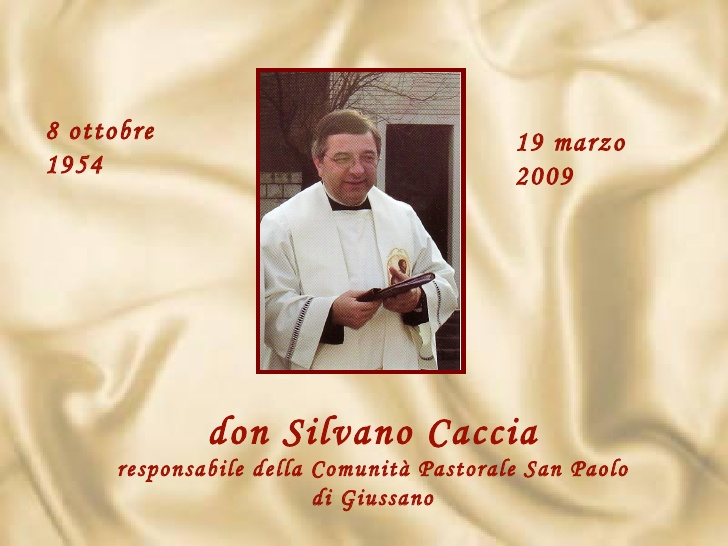 8 ottobre
1954
19 marzo
2009
don Silvano Caccia
responsabile della Comunità Pastorale San Paolo
di Giussano